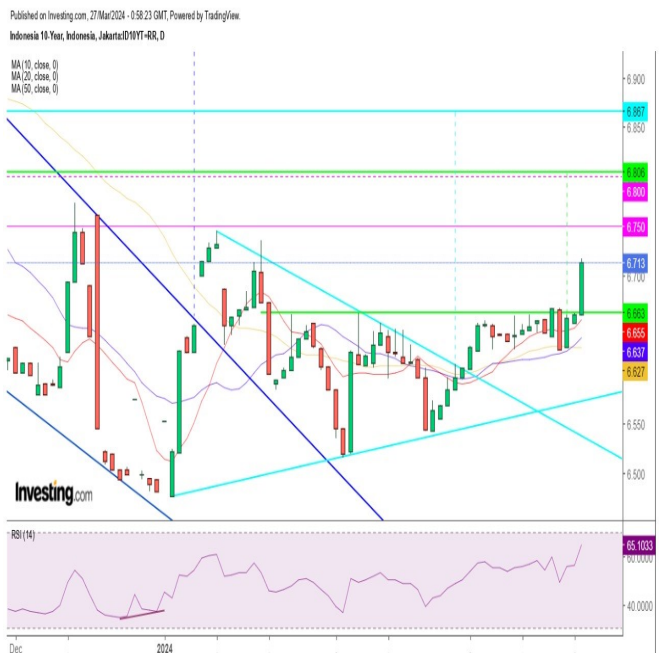 Published on Investing.com, 27/Mar/2024 - 0:58:23 GMT, Powered by TradingView.
Indonesia 10-Year, Indonesia, Jakarta:ID10YT=RR, D
MA (10, close, 0)
MA (20, close, 0)
MA (50, close, 0)
6.900
6.867
6.850
6.806
6.800
6.750
6.713
6.700
6.663
6.655
6.637
6.627
6.550
6.500
Investing.com
RSI (14)
65.1033
60.0000
40.0000
Dec 2024